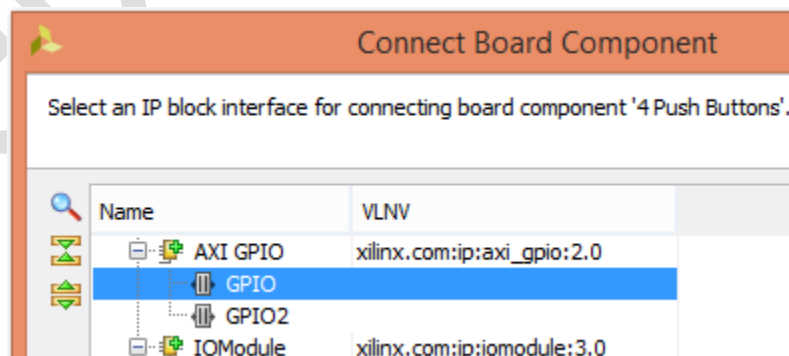 Connect Board Component
Select an IP block interface for connecting board component '4 Push Buttons'.
Name VLNV
AXI GPIO xilinx.com:ip:axi_gpio:2.0
GPIO
GPIO2
IOModule xilinx.com:ip:iomodule:3.0